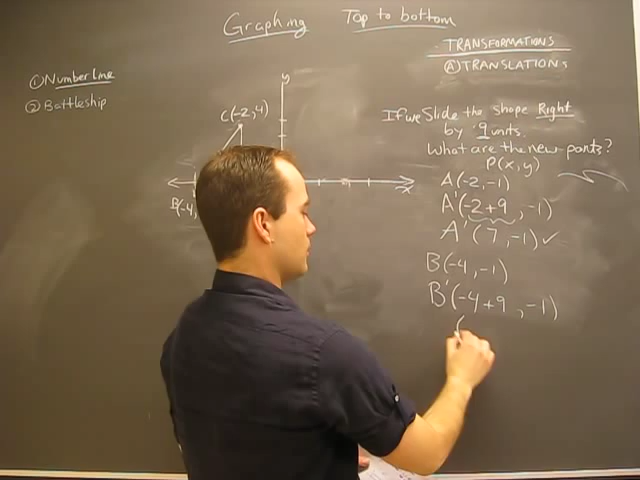 Graphing Top to bottom
① Number line
② Battleship
y
C(-2,4)
B(-4,
x
TRANSFORMATIONS
Ⓐ TRANSLATIONS
If we Slide the shape Right
by 9 units.
What are the new points?
P(x,y)
A(-2,-1)
A'(-2+9,-1)
A'(7,-1)✓
B(-4,-1)
B'(-4+9,-1)
(